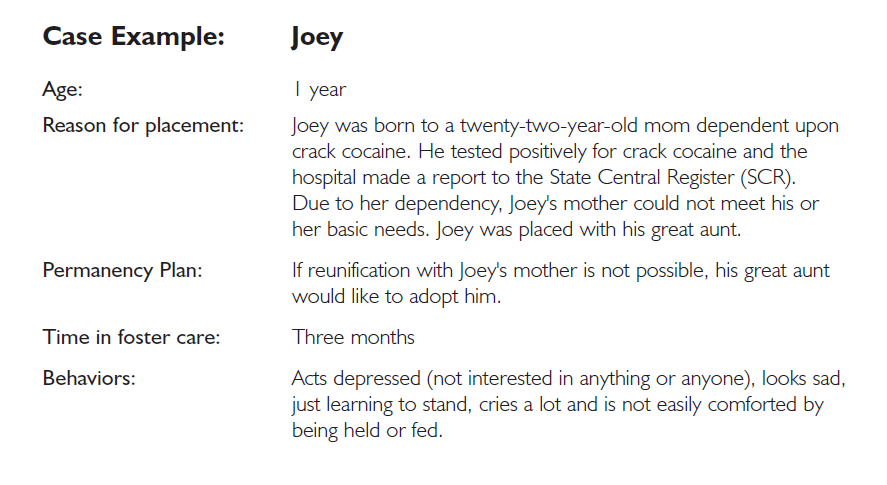 Case Example: Joey
Age: 1 year
Reason for placement: Joey was born to a twenty-two-year-old mom dependent upon
crack cocaine. He tested positively for crack cocaine and the
hospital made a report to the State Central Register (SCR).
Due to her dependency, Joey's mother could not meet his or
her basic needs. Joey was placed with his great aunt.
Permanency Plan: If reunification with Joey's mother is not possible, his great aunt
would like to adopt him.
Time in foster care: Three months
Behaviors: Acts depressed (not interested in anything or anyone), looks sad,
just learning to stand, cries a lot and is not easily comforted by
being held or fed.